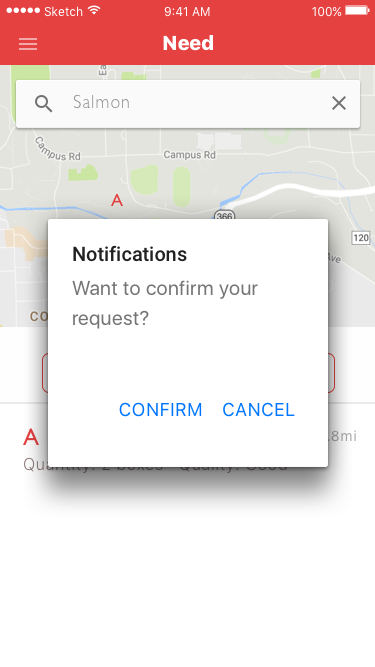 Sketch 9:41 AM 100%
Need
Salmon
Campus Rd
Campus Rd
A
366
120
Notifications
Want to confirm your
request?
CONFIRM CANCEL
A .8mi
Quantity: 2 boxes Quality: Good